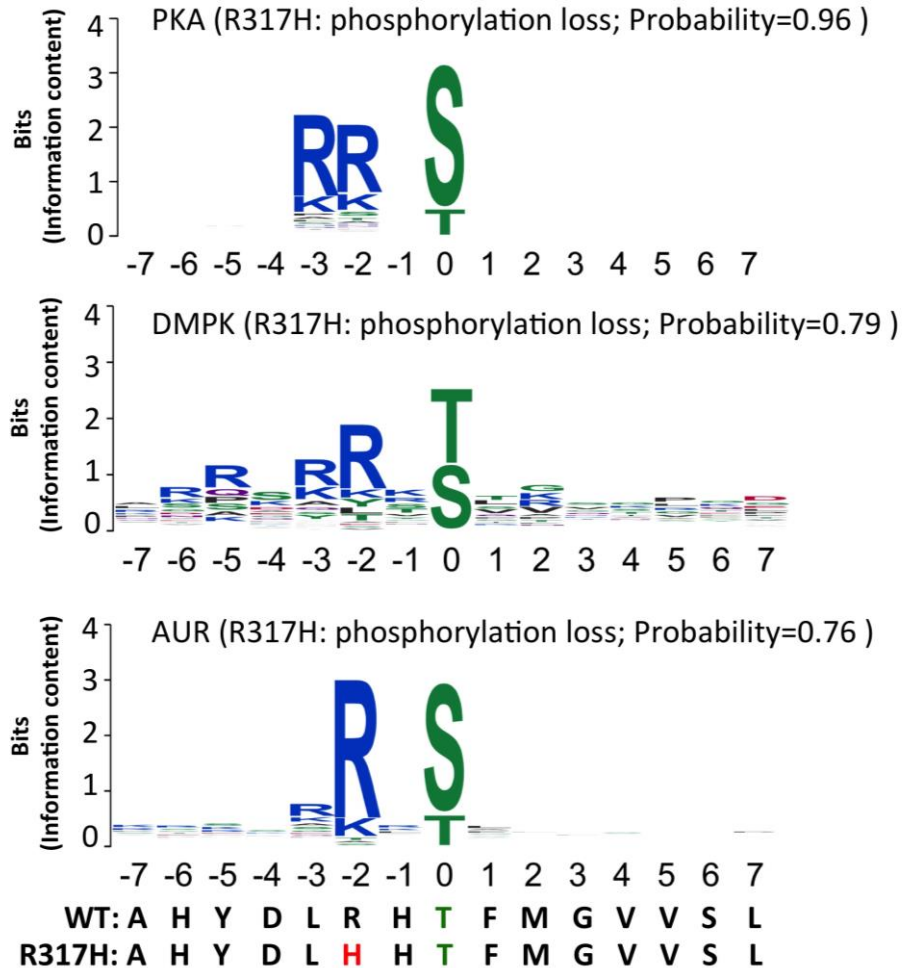 PKA (R317H: phosphorylation loss; Probability=0.96 )
Bits
(Information content)
4
3
2
1
0
R R S
K K T
-7 -6 -5 -4 -3 -2 -1 0 1 2 3 4 5 6 7
DMPK (R317H: phosphorylation loss; Probability=0.79 )
Bits
(Information content)
4
3
2
1
0
R R R R T
K S
-7 -6 -5 -4 -3 -2 -1 0 1 2 3 4 5 6 7
AUR (R317H: phosphorylation loss; Probability=0.76 )
Bits
(Information content)
4
3
2
1
0
R R S
K T
-7 -6 -5 -4 -3 -2 -1 0 1 2 3 4 5 6 7
WT: A H Y D L R H T F M G V V S L
R317H: A H Y D L H H T F M G V V S L